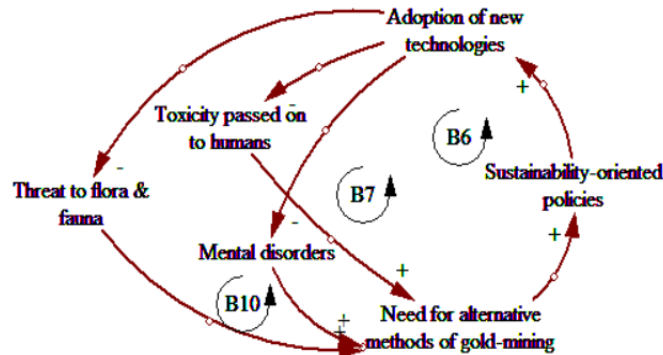 Adoption of new
technologies
-
Toxicity passed on
to humans
+
B6
-
Threat to flora &
fauna
B7
Sustainability-oriented
policies
-
+
Mental disorders
+
B10
+
+
Need for alternative
methods of gold-mining